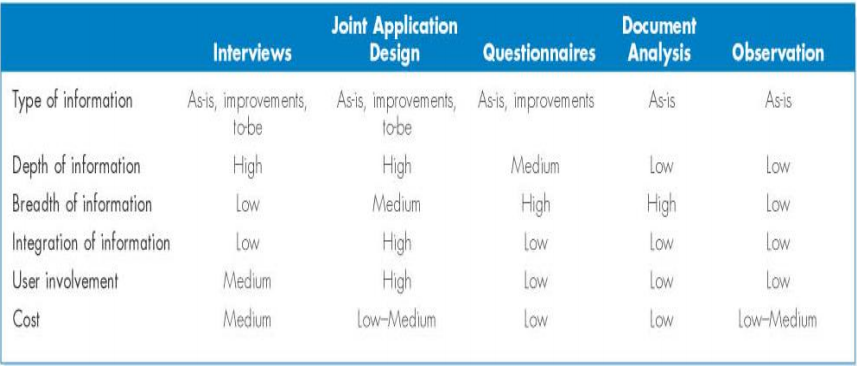 Interviews Joint Application Design Questionnaires Document Analysis Observation
Type of information As-is, improvements, to-be As-is, improvements, to-be As-is, improvements As-is As-is
Depth of information High High Medium Low Low
Breadth of information Low Medium High High Low
Integration of information Low High Low Low Low
User involvement Medium High Low Low Low
Cost Medium Low–Medium Low Low Low–Medium